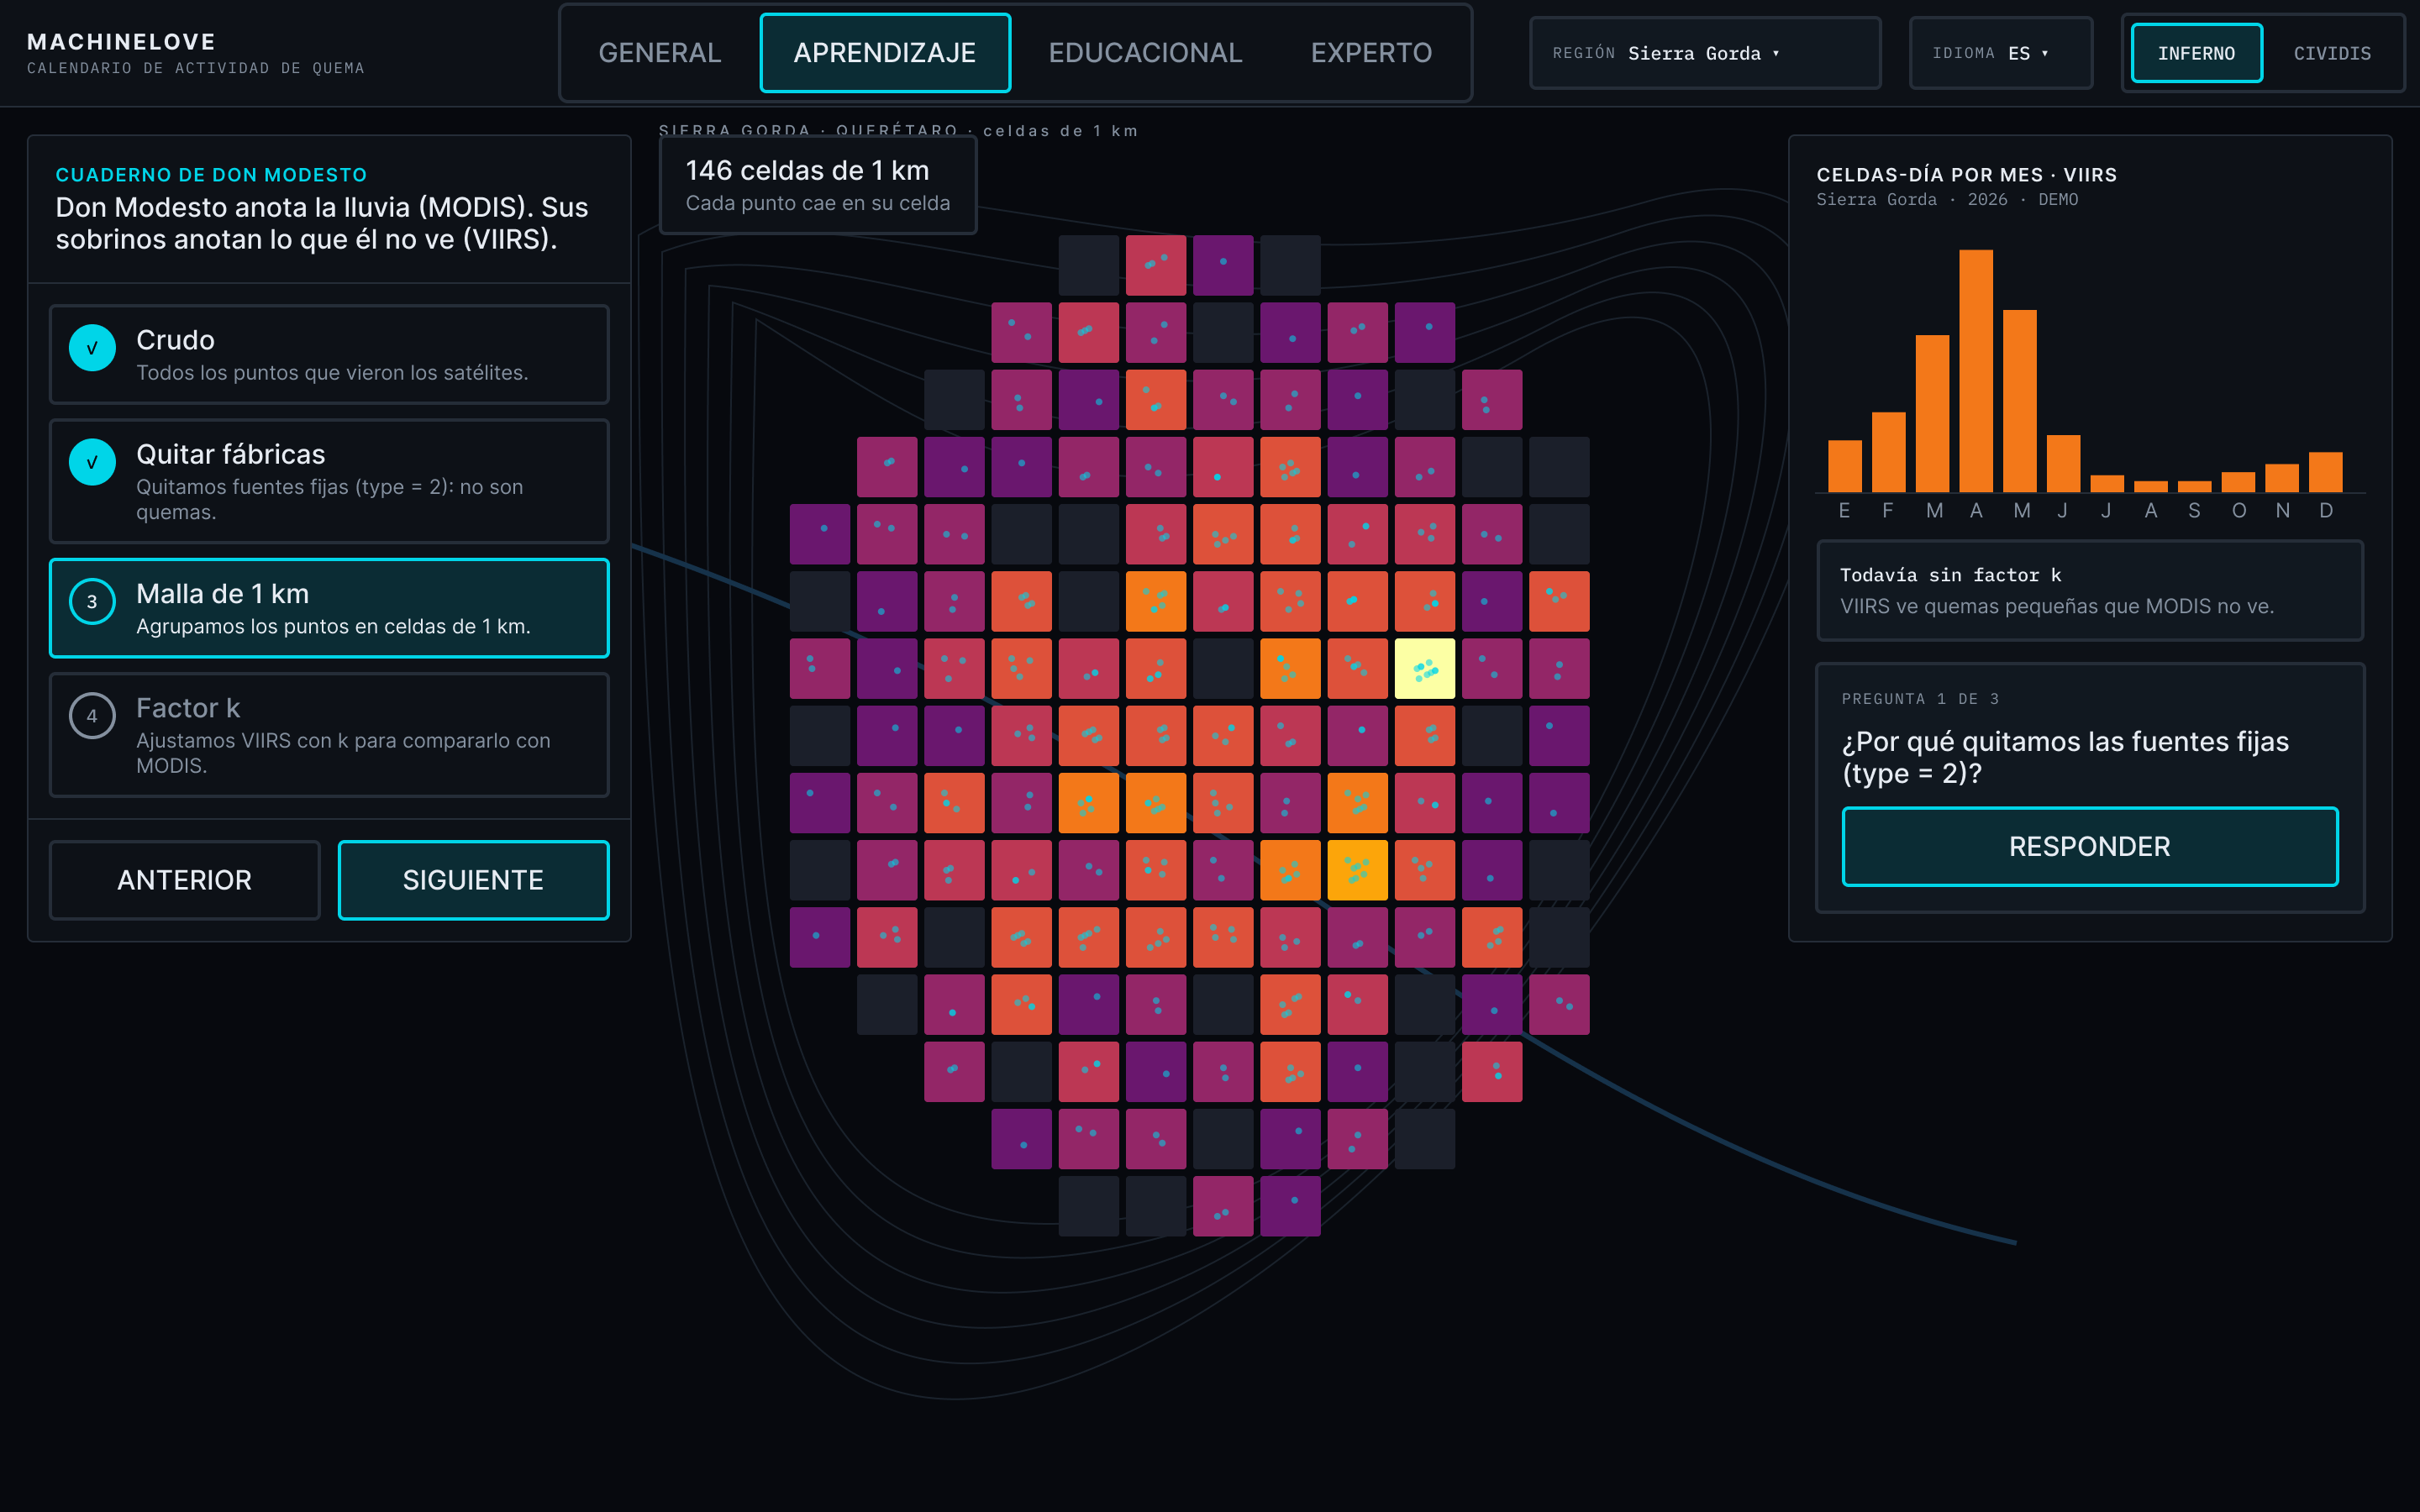 MACHINELOVE
CALENDARIO DE ACTIVIDAD DE QUEMA
GENERAL
APRENDIZAJE
EDUCACIONAL
EXPERTO
REGIÓN Sierra Gorda ▾
IDIOMA ES ▾
INFERNO
CIVIDIS
CUADERNO DE DON MODESTO
Don Modesto anota la lluvia (MODIS). Sus
sobrinos anotan lo que él no ve (VIIRS).
✓
Crudo
Todos los puntos que vieron los satélites.
✓
Quitar fábricas
Quitamos fuentes fijas (type = 2): no son
quemas.
3
Malla de 1 km
Agrupamos los puntos en celdas de 1 km.
4
Factor k
Ajustamos VIIRS con k para compararlo con
MODIS.
ANTERIOR
SIGUIENTE
SIERRA GORDA · QUERÉTARO · celdas de 1 km
146 celdas de 1 km
Cada punto cae en su celda
CELDAS-DÍA POR MES · VIIRS
Sierra Gorda · 2026 · DEMO
E F M A M J J A S O N D
Todavía sin factor k
VIIRS ve quemas pequeñas que MODIS no ve.
PREGUNTA 1 DE 3
¿Por qué quitamos las fuentes fijas
(type = 2)?
RESPONDER